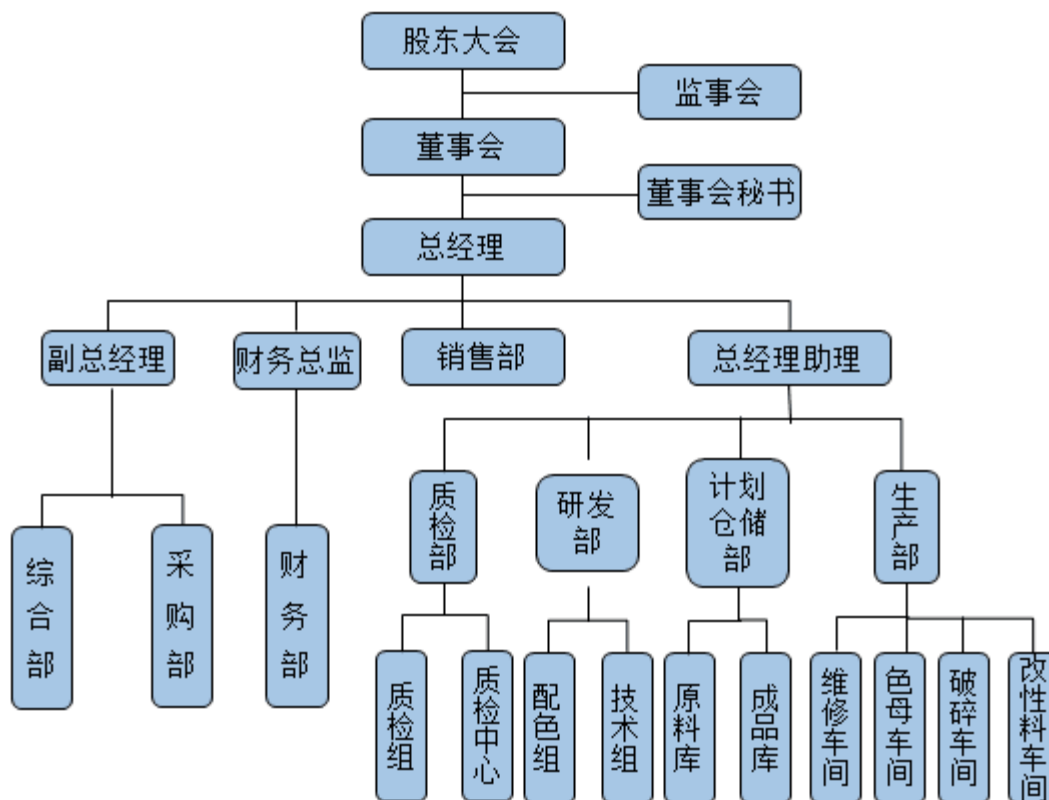 股东大会
监事会
董事会
董事会秘书
总经理
副总经理
财务总监
销售部
总经理助理
质检部
研发
部
计划
仓储
部
生产部
综合部
采购部
财务部
质检组
质检中心
配色组
技术组
原料库
成品库
维修车间
色母车间
破碎车间
改性料车间